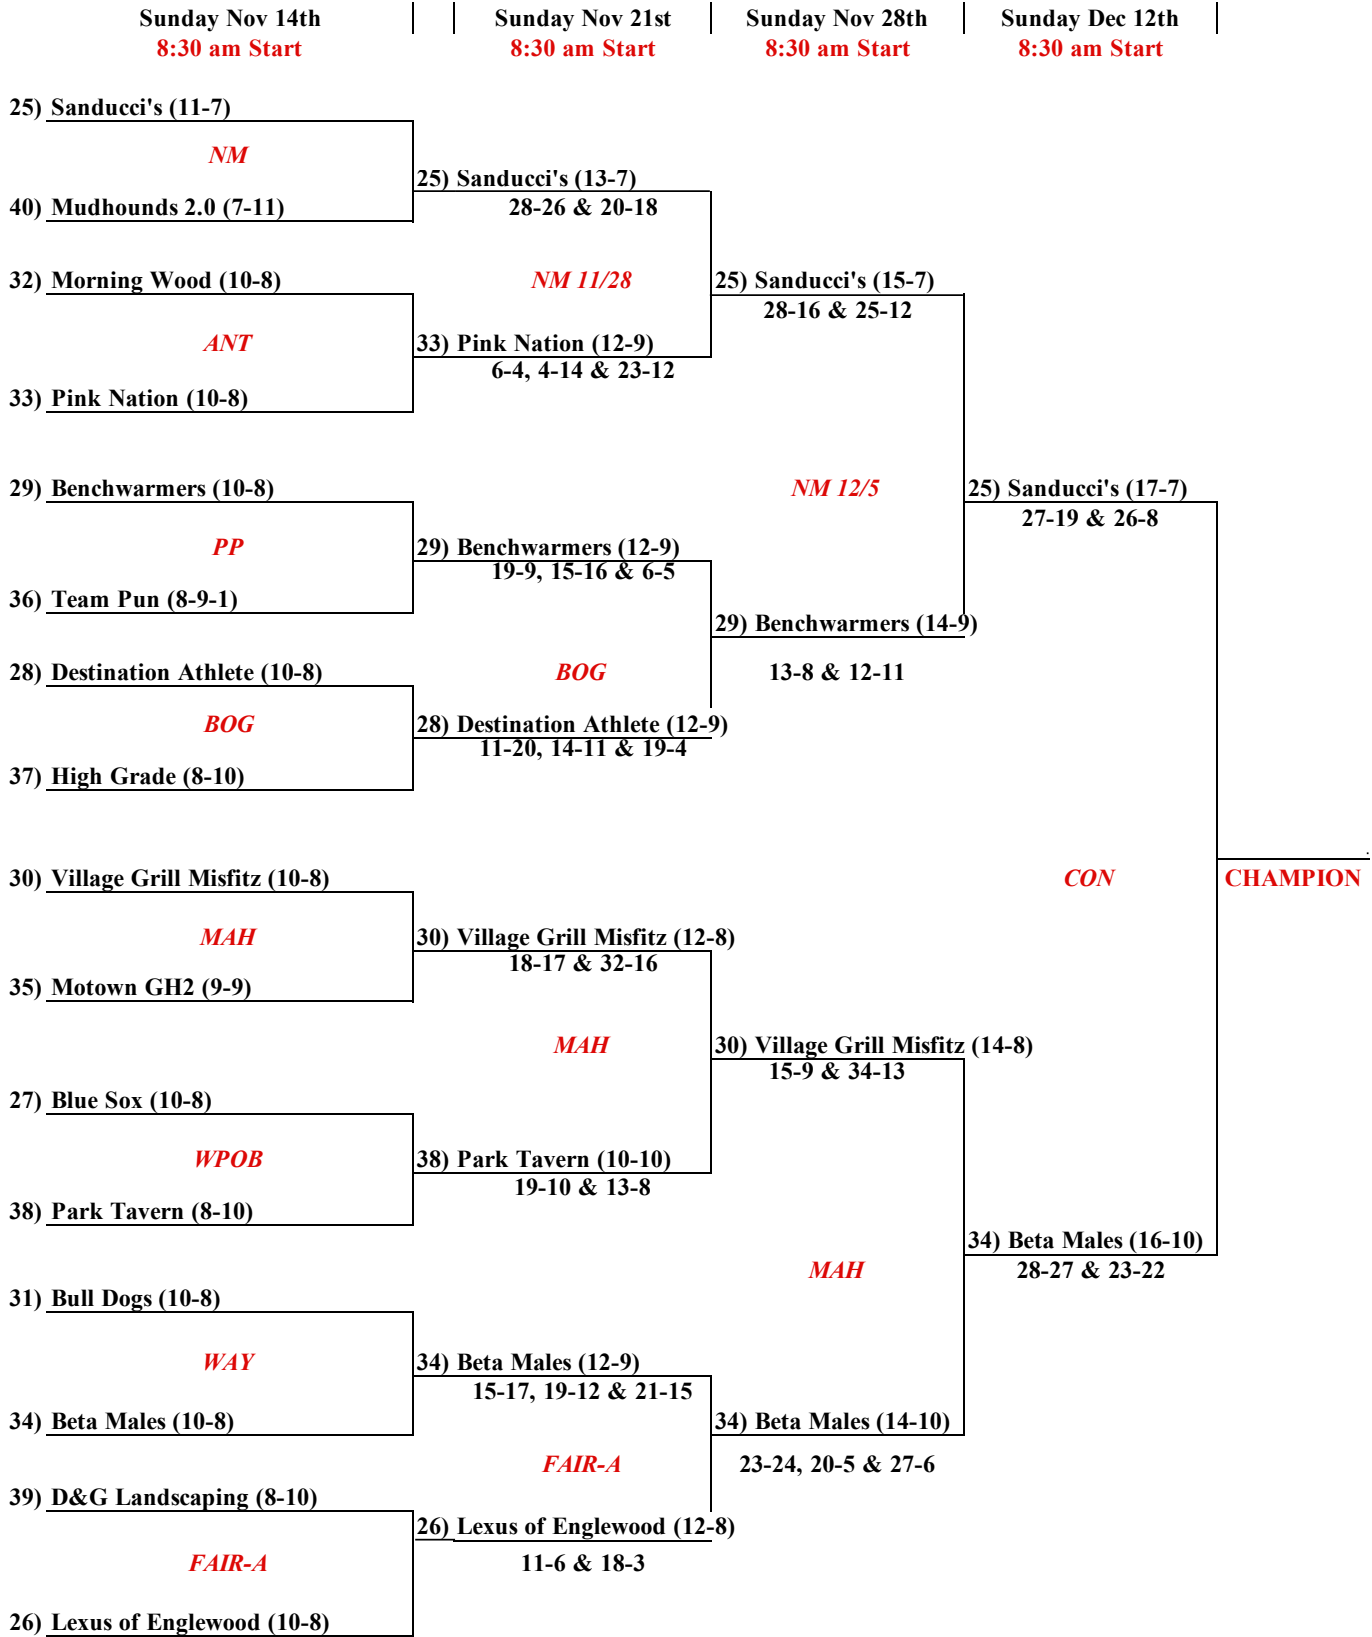 Sunday Nov 14th
8:30 am Start
Sunday Nov 21st
8:30 am Start
Sunday Nov 28th
8:30 am Start
Sunday Dec 12th
8:30 am Start
25) Sanducci's (11-7)
NM
40) Mudhounds 2.0 (7-11)
32) Morning Wood (10-8)
ANT
33) Pink Nation (10-8)
29) Benchwarmers (10-8)
PP
36) Team Pun (8-9-1)
28) Destination Athlete (10-8)
BOG
37) High Grade (8-10)
30) Village Grill Misfitz (10-8)
MAH
35) Motown GH2 (9-9)
27) Blue Sox (10-8)
WPOB
38) Park Tavern (8-10)
31) Bull Dogs (10-8)
WAY
34) Beta Males (10-8)
39) D&G Landscaping (8-10)
FAIR-A
26) Lexus of Englewood (10-8)
25) Sanducci's (13-7)
28-26 & 20-18
NM 11/28
33) Pink Nation (12-9)
6-4, 4-14 & 23-12
29) Benchwarmers (12-9)
19-9, 15-16 & 6-5
BOG
28) Destination Athlete (12-9)
11-20, 14-11 & 19-4
30) Village Grill Misfitz (12-8)
18-17 & 32-16
MAH
38) Park Tavern (10-10)
19-10 & 13-8
34) Beta Males (12-9)
15-17, 19-12 & 21-15
FAIR-A
26) Lexus of Englewood (12-8)
11-6 & 18-3
25) Sanducci's (15-7)
28-16 & 25-12
NM 12/5
29) Benchwarmers (14-9)
13-8 & 12-11
30) Village Grill Misfitz (14-8)
15-9 & 34-13
MAH
34) Beta Males (14-10)
23-24, 20-5 & 27-6
25) Sanducci's (17-7)
27-19 & 26-8
CON
34) Beta Males (16-10)
28-27 & 23-22
CHAMPION